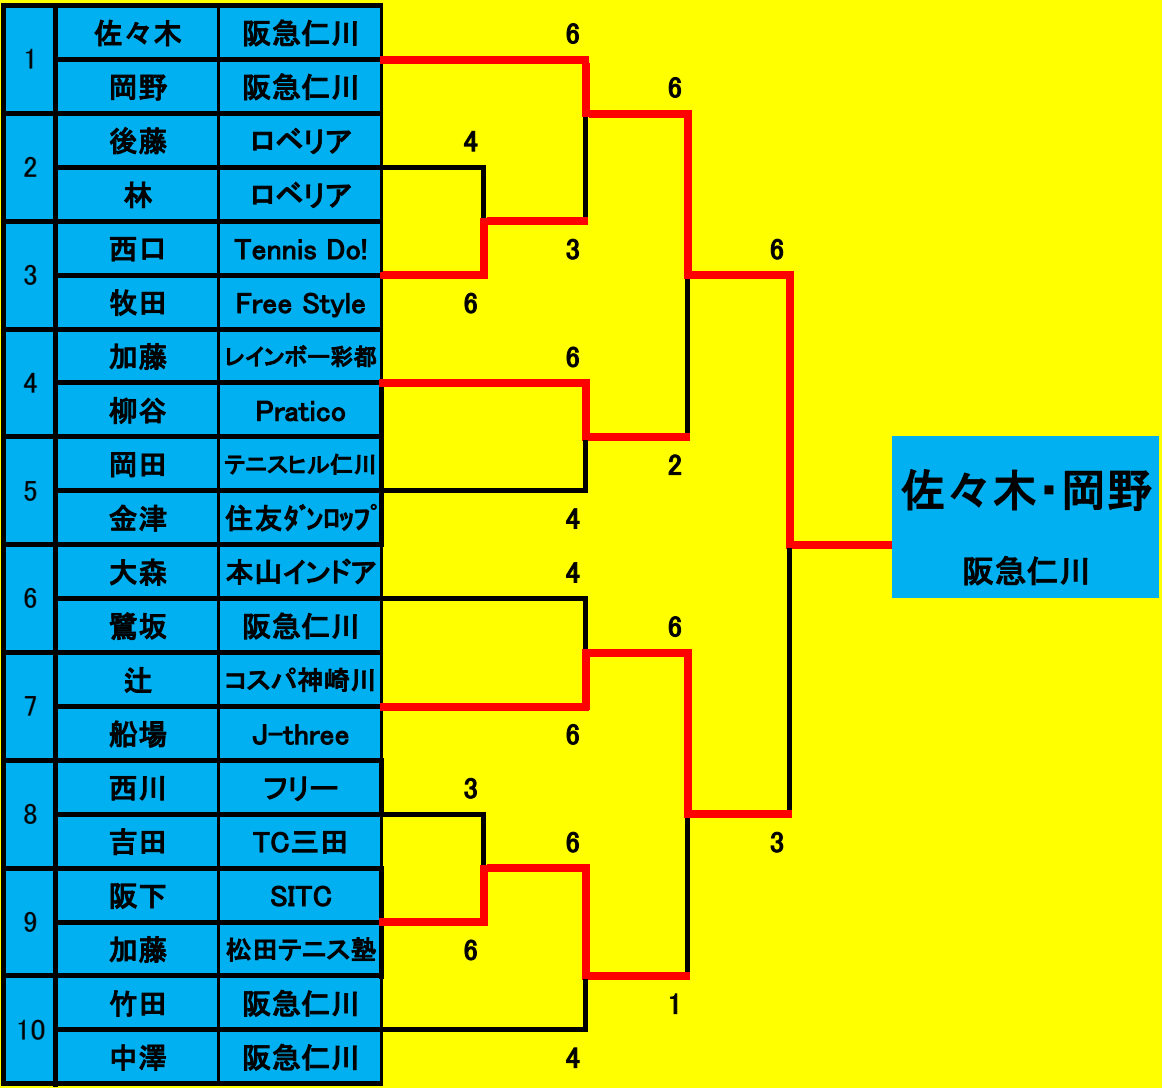 1 佐々木 阪急仁川
岡野 阪急仁川
2 後藤 ロベリア
林 ロベリア
3 西口 Tennis Do!
牧田 Free Style
4 加藤 レインボー彩都
柳谷 Pratico
5 岡田 テニスヒル仁川
金津 住友ダンロップ
6 大森 本山インドア
鷺坂 阪急仁川
7 辻 コスパ神崎川
船場 J-three
8 西川 フリー
吉田 TC三田
9 阪下 SITC
加藤 松田テニス塾
10 竹田 阪急仁川
中澤 阪急仁川
4
6
3
6
6
3
6
4
4
6
6
4
6
2
6
1
6
3
佐々木・岡野
阪急仁川